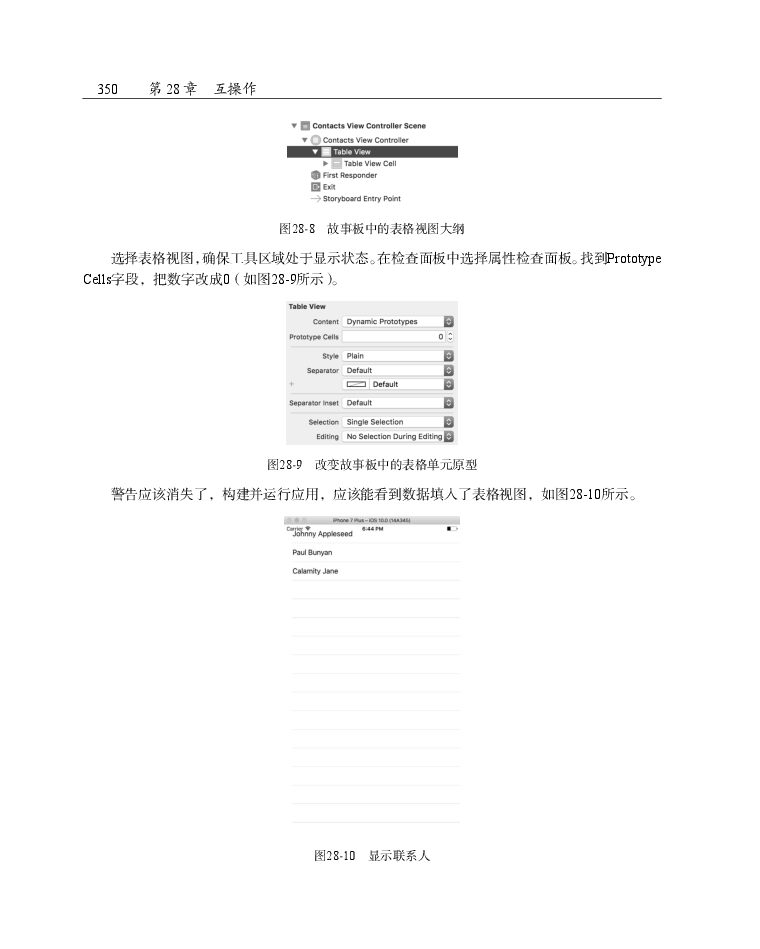 350 第 28 章 互操作
Contacts View Controller Scene
Contacts View Controller
Table View
Table View Cell
First Responder
Exit
Storyboard Entry Point
图28-8 故事板中的表格视图大纲
选择表格视图，确保工具区域处于显示状态。在检查面板中选择属性检查面板。找到Prototype
Cells字段，把数字改成0（如图28-9所示）。
Table View
Content Dynamic Prototypes
Prototype Cells 0
Style Plain
Separator Default
+ Default
Separator Inset Default
Selection Single Selection
Editing No Selection During Editing
图28-9 改变故事板中的表格单元原型
警告应该消失了，构建并运行应用，应该能看到数据填入了表格视图，如图28-10所示。
iPhone 7 Plus – iOS 10.0 (14A345)
Carrier 6:44 PM
Johnny Appleseed
Paul Bunyan
Calamity Jane
图28-10 显示联系人